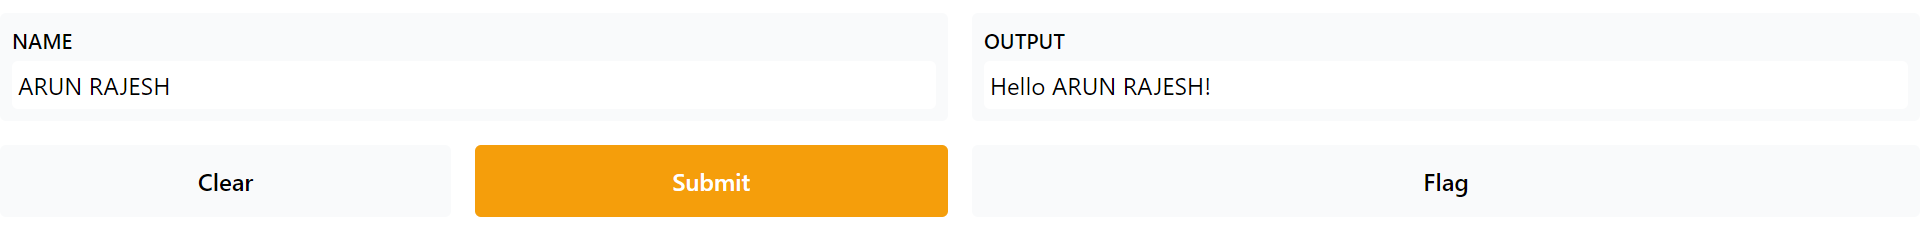 NAME
ARUN RAJESH
OUTPUT
Hello ARUN RAJESH!
Clear
Submit
Flag